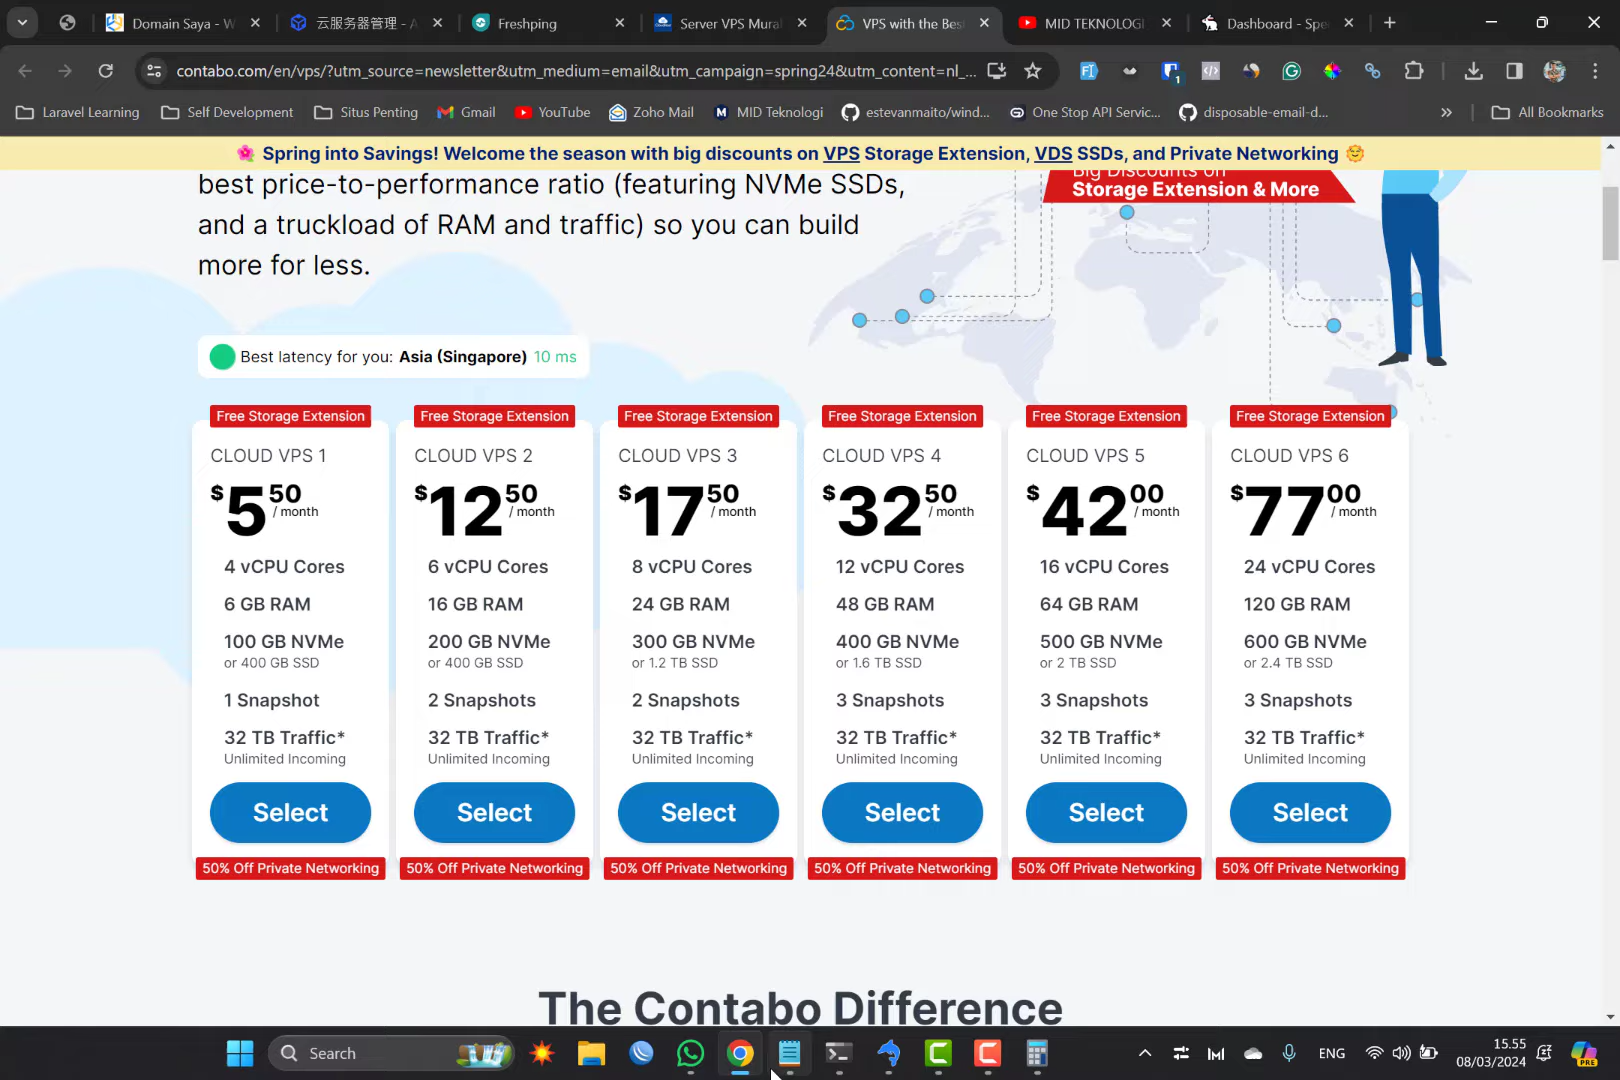 Domain Saya - W
云服务器管理 - A
Freshping
Server VPS Mural
VPS with the Bes
MID TEKNOLOGI
Dashboard - Spe
contabo.com/en/vps/?utm_source=newsletter&utm_medium=email&utm_campaign=spring24&utm_content=nl_...
1
Laravel Learning
Self Development
Situs Penting
Gmail
YouTube
Zoho Mail
MID Teknologi
estevanmaito/wind...
One Stop API Servic...
disposable-email-d...
All Bookmarks
Spring into Savings! Welcome the season with big discounts on VPS Storage Extension, VDS SSDs, and Private Networking
best price-to-performance ratio (featuring NVMe SSDs,
and a truckload of RAM and traffic) so you can build
more for less.
Big Discounts on
Storage Extension & More
Best latency for you: Asia (Singapore) 10 ms
Free Storage Extension
CLOUD VPS 1
$5 50 / month
4 vCPU Cores
6 GB RAM
100 GB NVMe
or 400 GB SSD
1 Snapshot
32 TB Traffic*
Unlimited Incoming
Select
50% Off Private Networking
Free Storage Extension
CLOUD VPS 2
$12 50 / month
6 vCPU Cores
16 GB RAM
200 GB NVMe
or 400 GB SSD
2 Snapshots
32 TB Traffic*
Unlimited Incoming
Select
50% Off Private Networking
Free Storage Extension
CLOUD VPS 3
$17 50 / month
8 vCPU Cores
24 GB RAM
300 GB NVMe
or 1.2 TB SSD
2 Snapshots
32 TB Traffic*
Unlimited Incoming
Select
50% Off Private Networking
Free Storage Extension
CLOUD VPS 4
$32 50 / month
12 vCPU Cores
48 GB RAM
400 GB NVMe
or 1.6 TB SSD
3 Snapshots
32 TB Traffic*
Unlimited Incoming
Select
50% Off Private Networking
Free Storage Extension
CLOUD VPS 5
$42 00 / month
16 vCPU Cores
64 GB RAM
500 GB NVMe
or 2 TB SSD
3 Snapshots
32 TB Traffic*
Unlimited Incoming
Select
50% Off Private Networking
Free Storage Extension
CLOUD VPS 6
$77 00 / month
24 vCPU Cores
120 GB RAM
600 GB NVMe
or 2.4 TB SSD
3 Snapshots
32 TB Traffic*
Unlimited Incoming
Select
50% Off Private Networking
The Contabo Difference
Search
ENG
15.55
08/03/2024
PRE